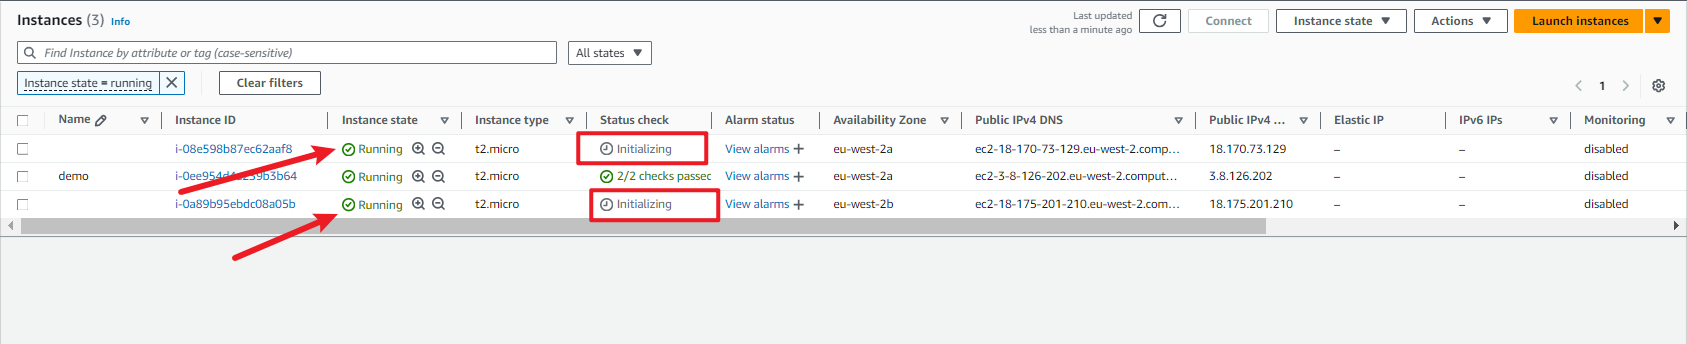 Instances (3) Info
Last updated
less than a minute ago
Connect
Instance state
Actions
Launch instances
Find Instance by attribute or tag (case-sensitive)
All states
Instance state = running
Clear filters
1
Name Instance ID Instance state Instance type Status check Alarm status Availability Zone Public IPv4 DNS Public IPv4 ... Elastic IP IPv6 IPs Monitoring
i-08e598b87ec62aaf8 Running t2.micro Initializing View alarms + eu-west-2a ec2-18-170-73-129.eu-west-2.comp... 18.170.73.129 – – disabled
demo Running t2.micro 2/2 checks passed View alarms + eu-west-2a ec2-3-8-126-202.eu-west-2.comput... 3.8.126.202 – – disabled
i-0a89b95ebdc08a05b Running t2.micro Initializing View alarms + eu-west-2b ec2-18-175-201-210.eu-west-2.com... 18.175.201.210 – – disabled